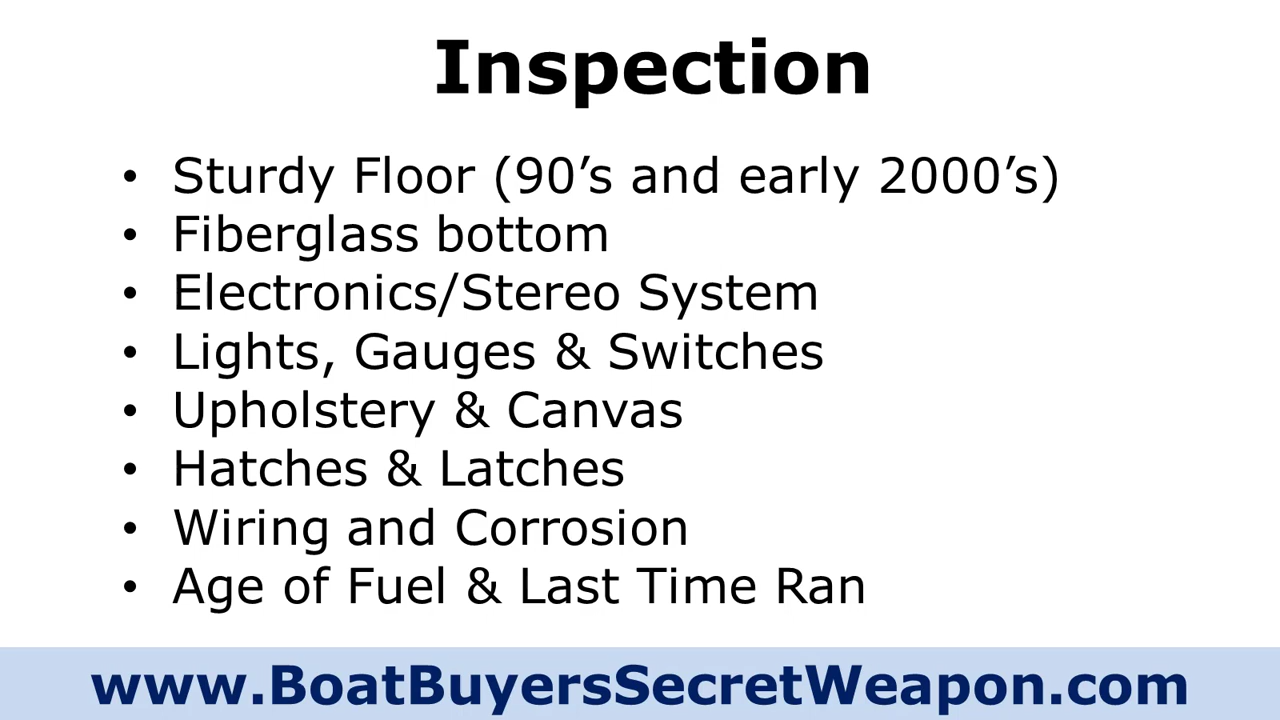 Inspection
• Sturdy Floor (90’s and early 2000’s)
• Fiberglass bottom
• Electronics/Stereo System
• Lights, Gauges & Switches
• Upholstery & Canvas
• Hatches & Latches
• Wiring and Corrosion
• Age of Fuel & Last Time Ran
www.BoatBuyersSecretWeapon.com